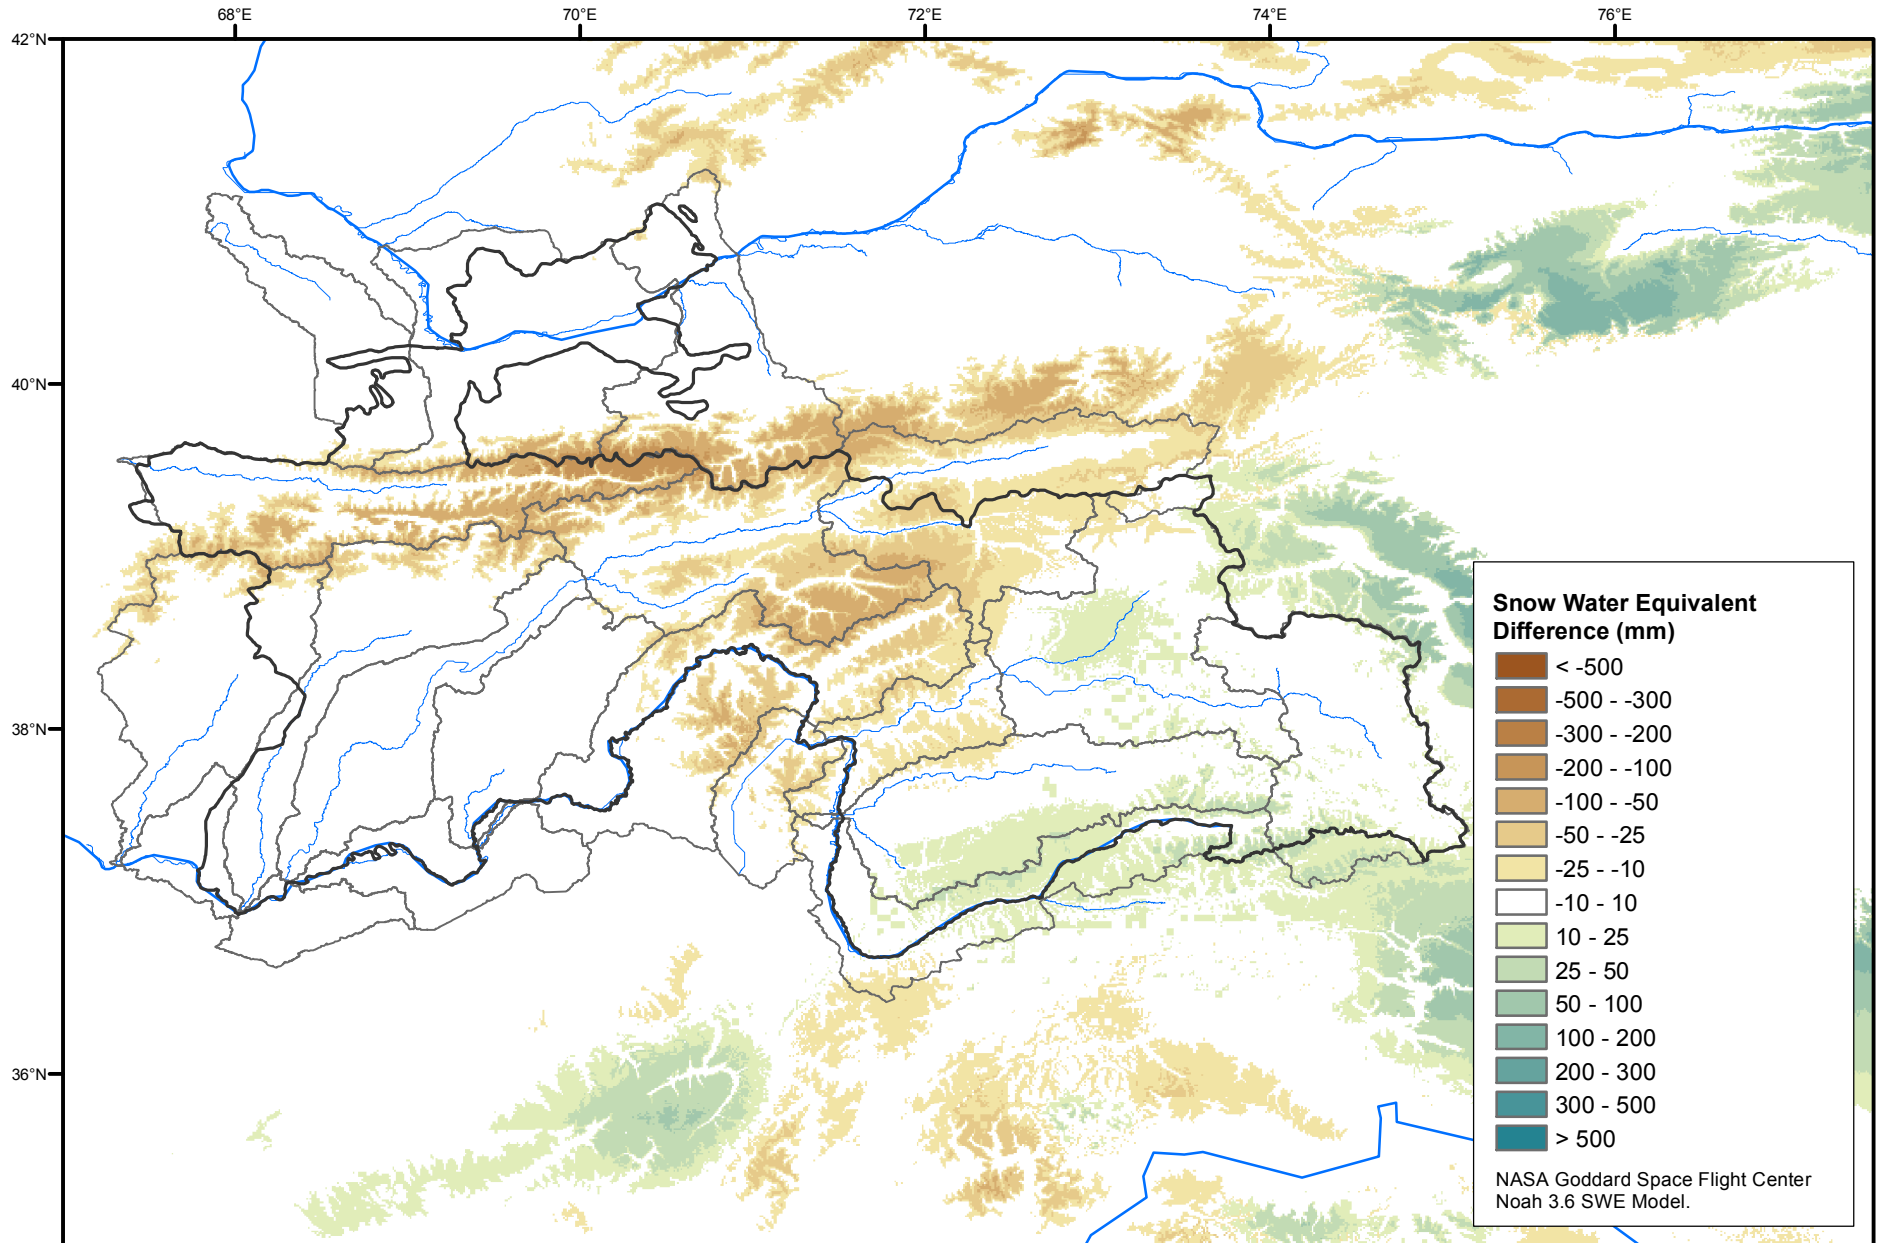 68°E
70°E
72°E
74°E
76°E
42°N
40°N
38°N
36°N
Snow Water Equivalent
Difference (mm)
< -500
-500 - -300
-300 - -200
-200 - -100
-100 - -50
-50 - -25
-25 - -10
-10 - 10
10 - 25
25 - 50
50 - 100
100 - 200
200 - 300
300 - 500
> 500
NASA Goddard Space Flight Center
Noah 3.6 SWE Model.